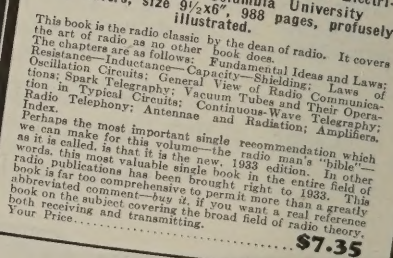 size 9½x6", 988 pages, profusely
illustrated.
This book is the radio classic by the dean of radio. It covers
the art of radio as no other book does.
The chapters are as follows: Fundamental Ideas and Laws;
Resistance—Inductance—Capacity—Shielding; Laws of
Oscillation Circuits; General View of Radio Communica-
tions; Spark Telegraphy; Vacuum Tubes and Their Opera-
tion in Typical Circuits; Continuous-Wave Telegraphy;
Radio Telephony; Antennae and Radiation; Amplifiers,
Index.
Perhaps the most important single recommendation which
we can make for this volume—the radio man's "bible"—
as it is called, is that it is the new, 1933 edition. In other
words, this most valuable single book in the entire field of
radio publications has been brought right to 1933. This
book is far too comprehensive to permit more than a greatly
abbreviated comment—buy it, if you want a real reference
book on the subject covering the broad field of radio theory,
both receiving and transmitting.
Your Price.......................... $7.35